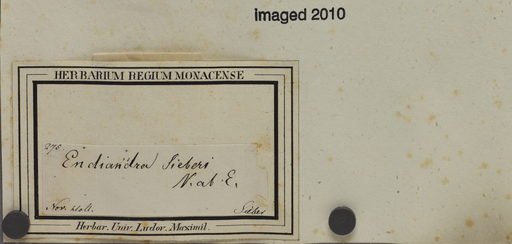 imaged 2010
HERBARIUM REGIUM MONACENSE
Endiandra Sieberi
N. ab E.
Nov. Holl. Sieber
Herbar. Univ. Ludov. Maximil.